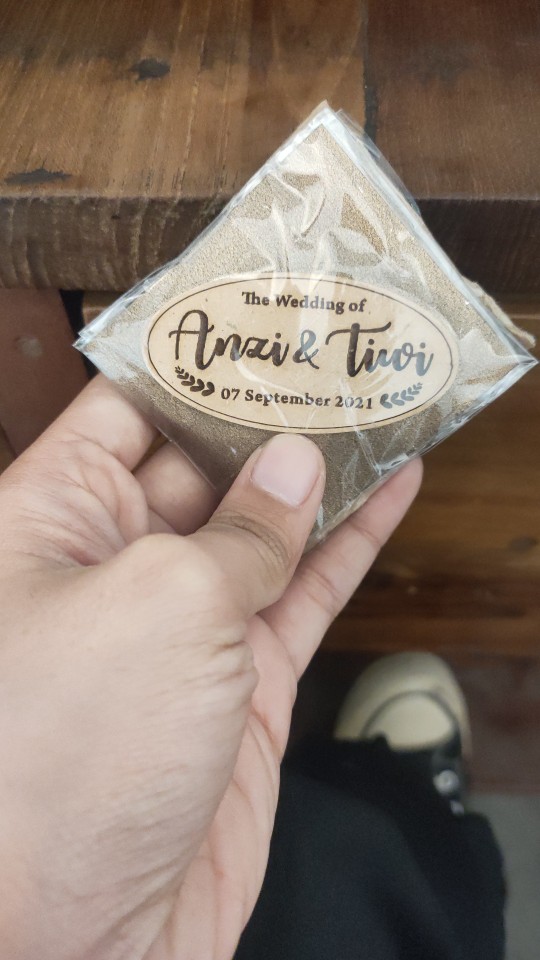 The Wedding of
Anzi & Tiwi
07 September 2021